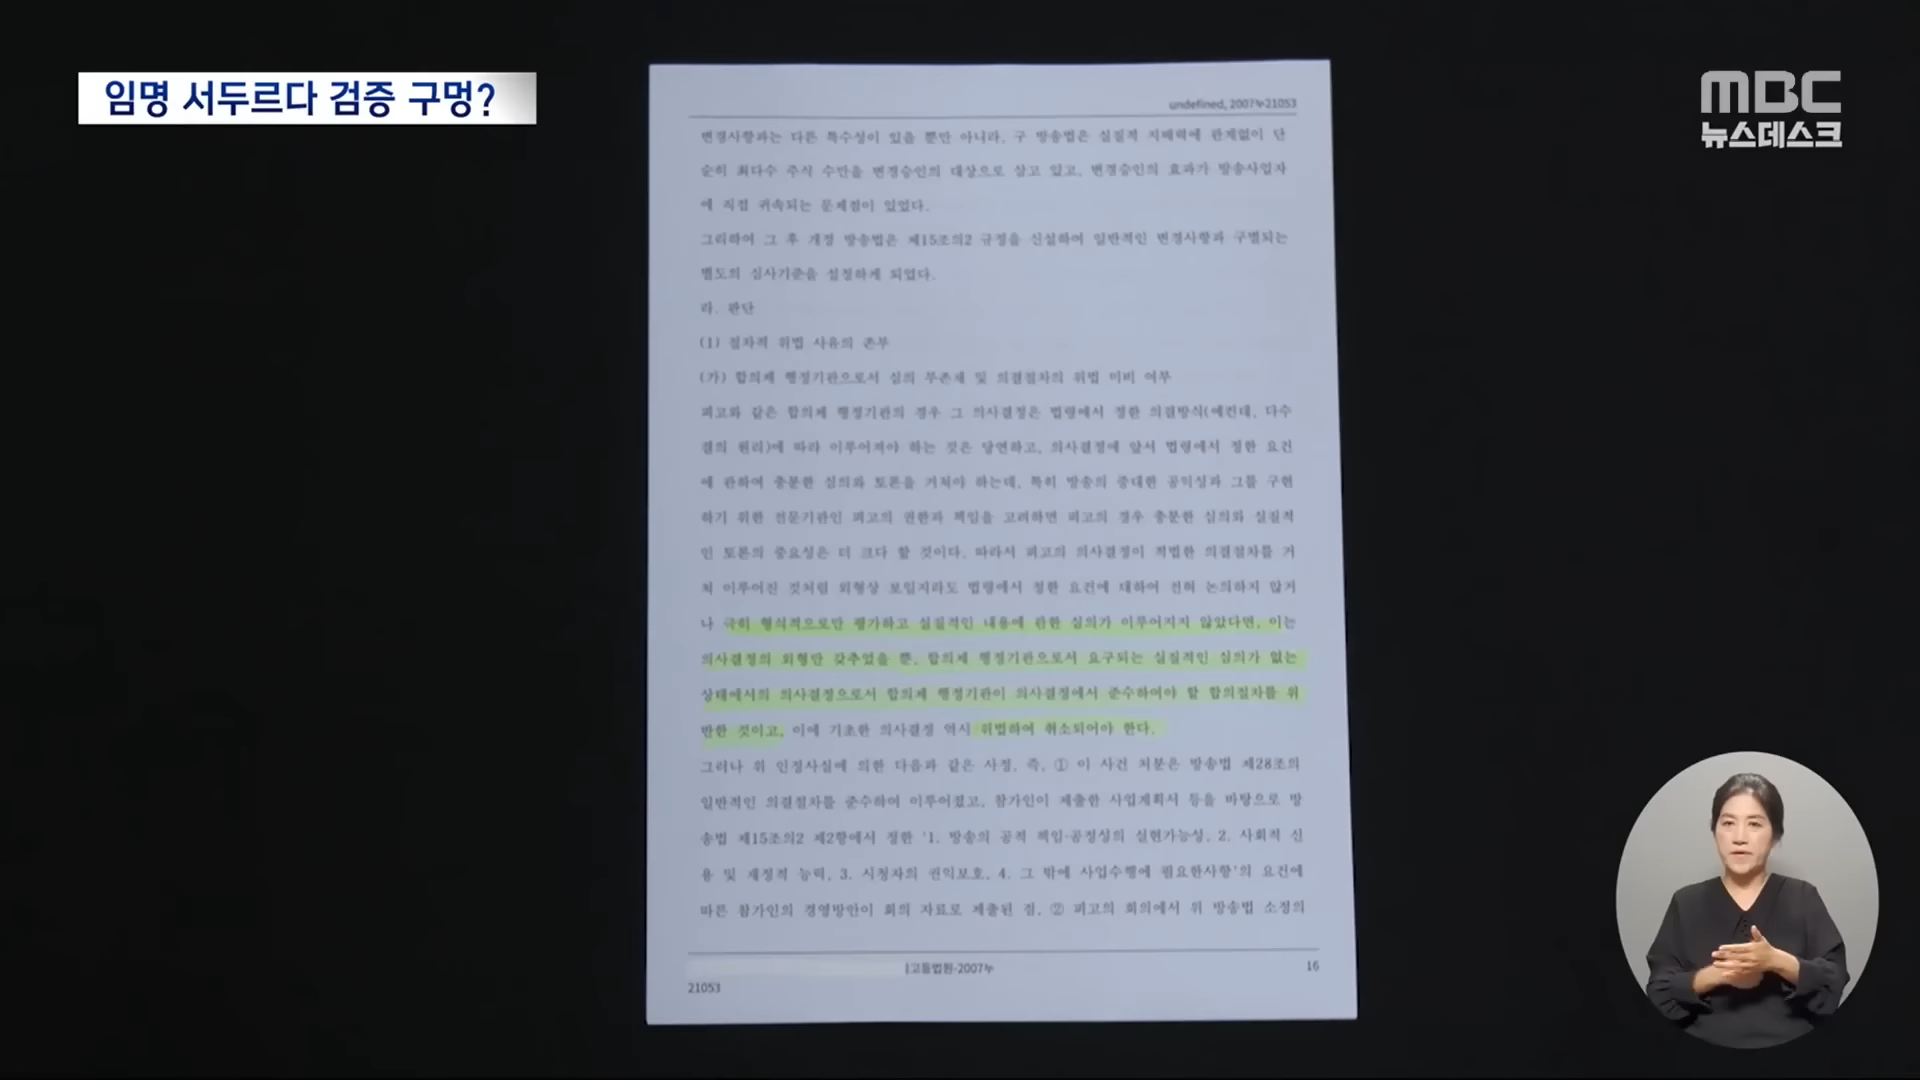 임명 서두르다 검증 구멍?
MBC
뉴스데스크
undefined, 2007누21053
변경사항과는 다른 특수성이 있을 뿐만 아니라, 구 방송법은 실질적 지배력에 관계없이 단
순히 최다수 주식 수만을 변경승인의 대상으로 삼고 있고, 변경승인의 효과가 방송사업자
에 직접 귀속되는 문제점이 있었다.
그리하여 그 후 개정 방송법은 제15조의2 규정을 신설하여 일반적인 변경사항과 구별되는
별도의 심사기준을 설정하게 되었다.
라. 판단
(1) 절차적 위법 사유의 존부
(가) 합의제 행정기관으로서 심의 부존재 및 의결절차의 위법 미비 여부
피고와 같은 합의제 행정기관의 경우 그 의사결정은 법령에서 정한 의결방식(예컨대, 다수
결의 원리)에 따라 이루어져야 하는 것은 당연하고, 의사결정에 앞서 법령에서 정한 요건
에 관하여 충분한 심의와 토론을 거쳐야 하는데, 특히 방송의 중대한 공익성과 그를 구현
하기 위한 전문기관인 피고의 권한과 책임을 고려하면 피고의 경우 충분한 심의와 실질적
인 토론의 중요성은 더 크다 할 것이다. 따라서 피고의 의사결정이 적법한 의결절차를 거
쳐 이루어진 것처럼 외형상 보일지라도 법령에서 정한 요건에 대하여 전혀 논의하지 않거
나 극히 형식적으로만 평가하고 실질적인 내용에 관한 심의가 이루어지지 않았다면, 이는
의사결정의 외형만 갖추었을 뿐, 합의제 행정기관으로서 요구되는 실질적인 심의가 없는
상태에서의 의사결정으로서 합의제 행정기관이 의사결정에서 준수하여야 할 합의절차를 위
반한 것이고, 이에 기초한 의사결정 역시 위법하여 취소되어야 한다.
그러나 위 인정사실에 의한 다음과 같은 사정, 즉, ① 이 사건 처분은 방송법 제28조의
일반적인 의결절차를 준수하여 이루어졌고, 참가인이 제출한 사업계획서 등을 바탕으로 방
송법 제15조의2 제2항에서 정한 '1. 방송의 공적 책임·공정성의 실현가능성, 2. 사회적 신
용 및 재정적 능력, 3. 시청자의 권익보호, 4. 그 밖에 사업수행에 필요한사항'의 요건에
따른 참가인의 경영방안이 회의 자료로 제출된 점, ② 피고의 회의에서 위 방송법 소정의
고등법원-2007누
16
21053